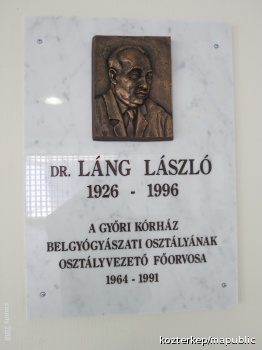 DR. LÁNG LÁSZLÓ
1926 - 1996
A GYŐRI KÓRHÁZ
BELGYÓGYÁSZATI OSZTÁLYÁNAK
OSZTÁLYVEZETŐ FŐORVOSA
1964 - 1991
kozterkep/mapublic